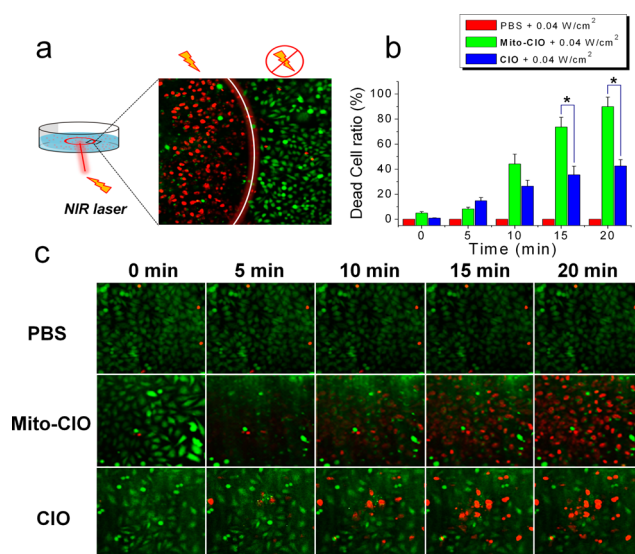 a
NIR laser
b
PBS + 0.04 W/cm²
Mito-CIO + 0.04 W/cm²
CIO + 0.04 W/cm²
Dead Cell ratio (%)
100
80
60
40
20
0
*
*
0 5 10 15 20
Time (min)
c
0 min 5 min 10 min 15 min 20 min
PBS
Mito-CIO
CIO